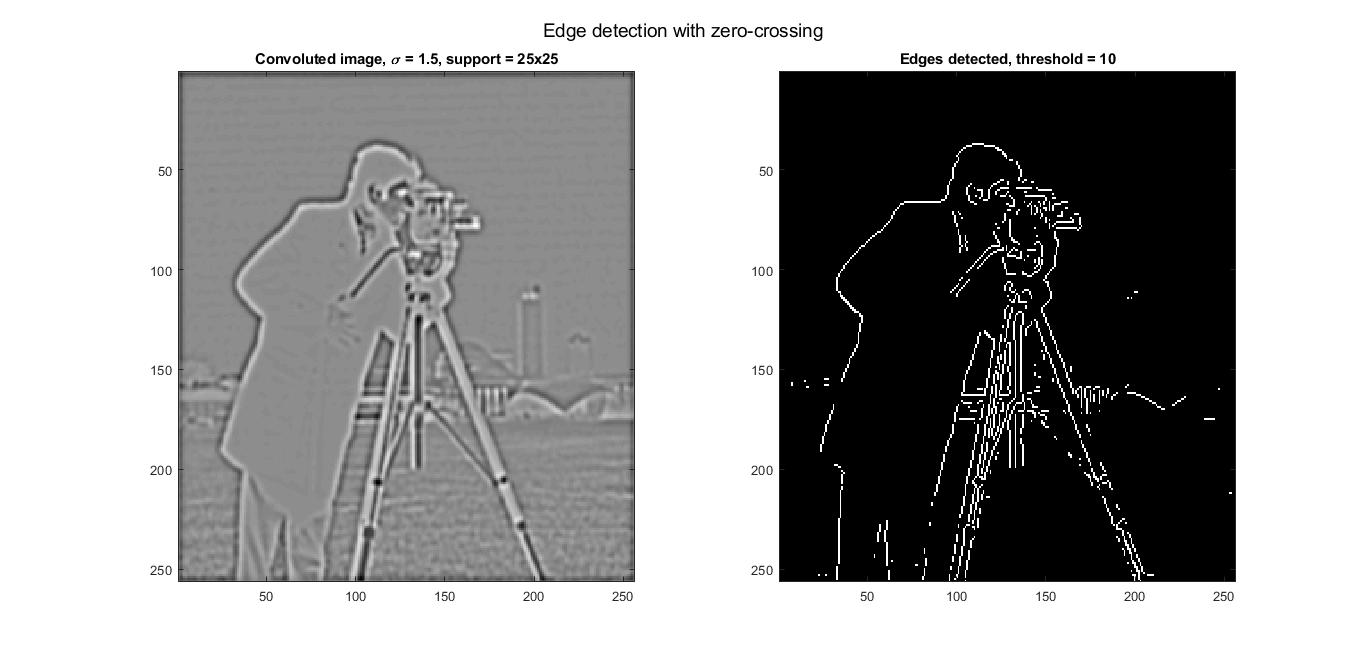 Edge detection with zero-crossing
Convoluted image, σ = 1.5, support = 25x25
50
100
150
200
250
50 100 150 200 250
Edges detected, threshold = 10
50
100
150
200
250
50 100 150 200 250